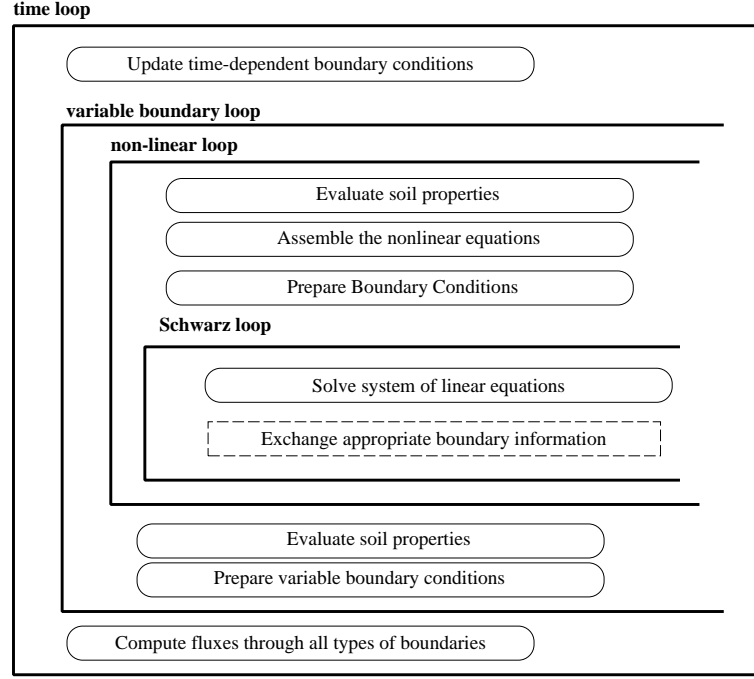 time loop
Update time-dependent boundary conditions
variable boundary loop
non-linear loop
Evaluate soil properties
Assemble the nonlinear equations
Prepare Boundary Conditions
Schwarz loop
Solve system of linear equations
Exchange appropriate boundary information
Evaluate soil properties
Prepare variable boundary conditions
Compute fluxes through all types of boundaries